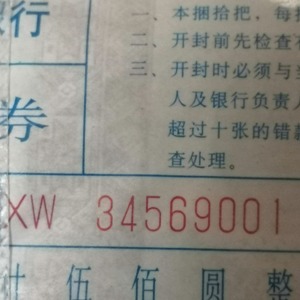 银行
券
一、本捆拾把，每
二、开封前先检查
三、开封时必须与
人及银行负责
超过十张的错款
查处理。
XW 34569001
计伍佰圆整